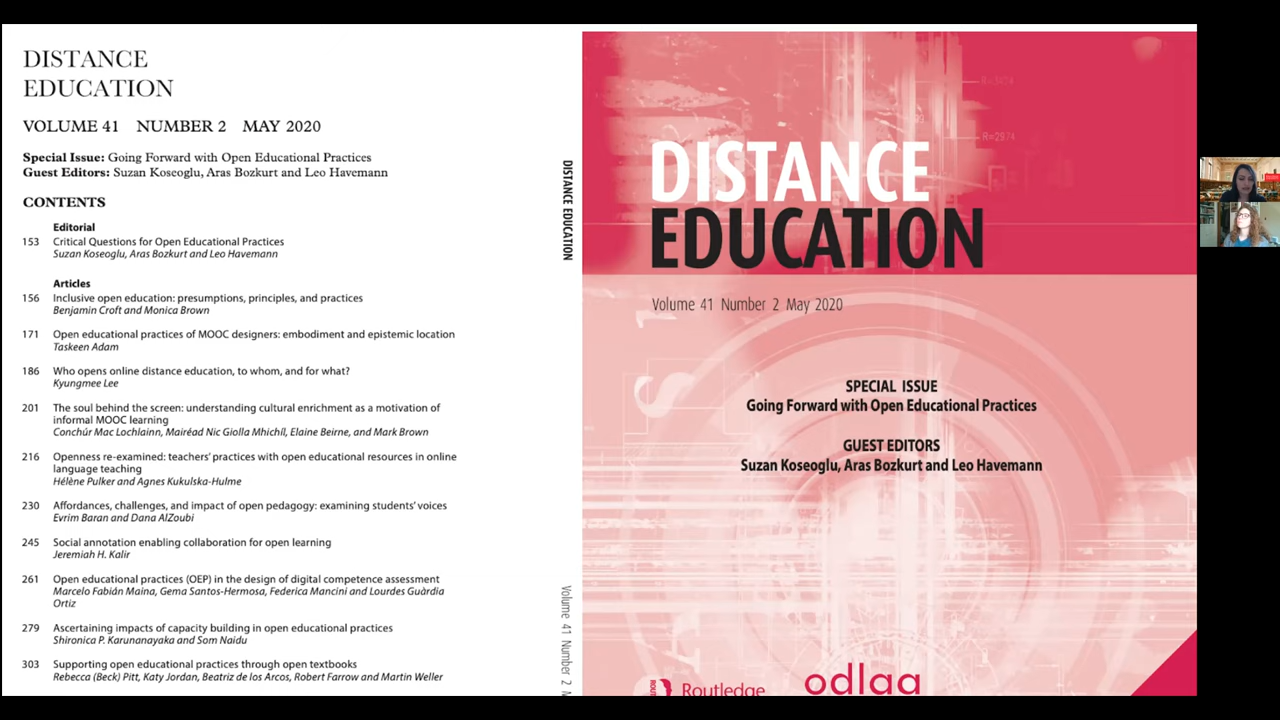 DISTANCE
EDUCATION
VOLUME 41 NUMBER 2 MAY 2020
Special Issue: Going Forward with Open Educational Practices
Guest Editors: Suzan Koseoglu, Aras Bozkurt and Leo Havemann
CONTENTS
Editorial
153 Critical Questions for Open Educational Practices
Suzan Koseoglu, Aras Bozkurt and Leo Havemann
Articles
156 Inclusive open education: presumptions, principles, and practices
Benjamin Croft and Monica Brown
171 Open educational practices of MOOC designers: embodiment and epistemic location
Taskeen Adam
186 Who opens online distance education, to whom, and for what?
Kyungmee Lee
201 The soul behind the screen: understanding cultural enrichment as a motivation of
informal MOOC learning
Conchúr Mac Lochlainn, Mairéad Nic Giolla Mhichíl, Elaine Beirne, and Mark Brown
216 Openness re-examined: teachers' practices with open educational resources in online
language teaching
Hélène Pulker and Agnes Kukulska-Hulme
230 Affordances, challenges, and impact of open pedagogy: examining students' voices
Evrim Baran and Dana AlZoubi
245 Social annotation enabling collaboration for open learning
Jeremiah H. Kalir
261 Open educational practices (OEP) in the design of digital competence assessment
Marcelo Fabián Maina, Gema Santos-Hermosa, Federica Mancini and Lourdes Guàrdia
Ortiz
279 Ascertaining impacts of capacity building in open educational practices
Shironica P. Karunanayaka and Som Naidu
303 Supporting open educational practices through open textbooks
Rebecca (Beck) Pitt, Katy Jordan, Beatriz de los Arcos, Robert Farrow and Martin Weller
DISTANCE EDUCATION
Volume 41 Number 2
DISTANCE
EDUCATION
Volume 41 Number 2 May 2020
SPECIAL ISSUE
Going Forward with Open Educational Practices
GUEST EDITORS
Suzan Koseoglu, Aras Bozkurt and Leo Havemann
Routledge
odlaa
R=2974